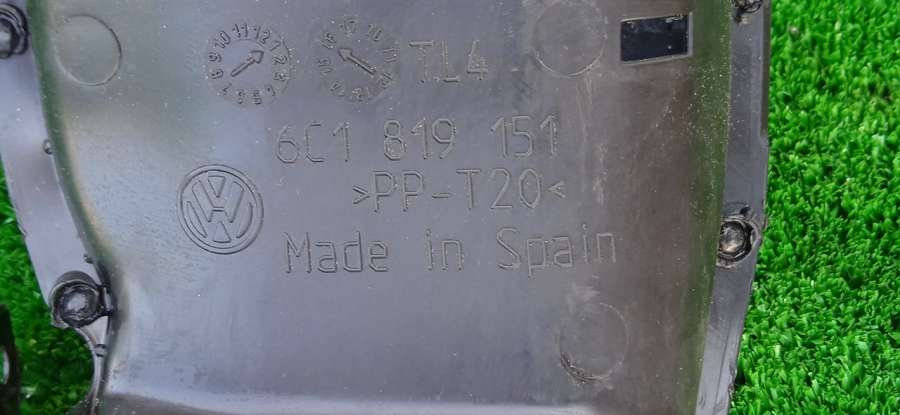 TL4
6C1 819 151
>PP-T20<
Made in Spain